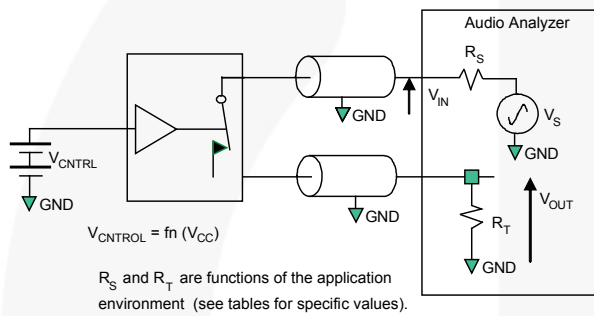 Audio Analyzer
R_S
GND
V_IN
V_S
GND
V_CNTRL
GND
GND
V_OUT
R_T
GND
V_CNTROL = fn (V_CC)
R_S and R_T are functions of the application
environment (see tables for specific values).